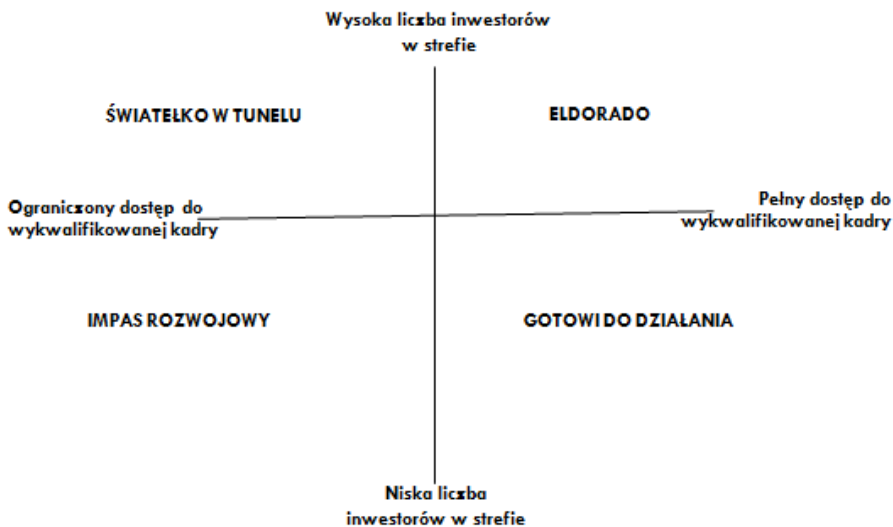 Wysoka liczba inwestorów
w strefie
ŚWIATEŁKO W TUNELU
ELDORADO
Ograniczony dostęp do
wykwalifikowanej kadry
Pełny dostęp do
wykwalifikowanej kadry
IMPAS ROZWOJOWY
GOTOWI DO DZIAŁANIA
Niska liczba
inwestorów w strefie